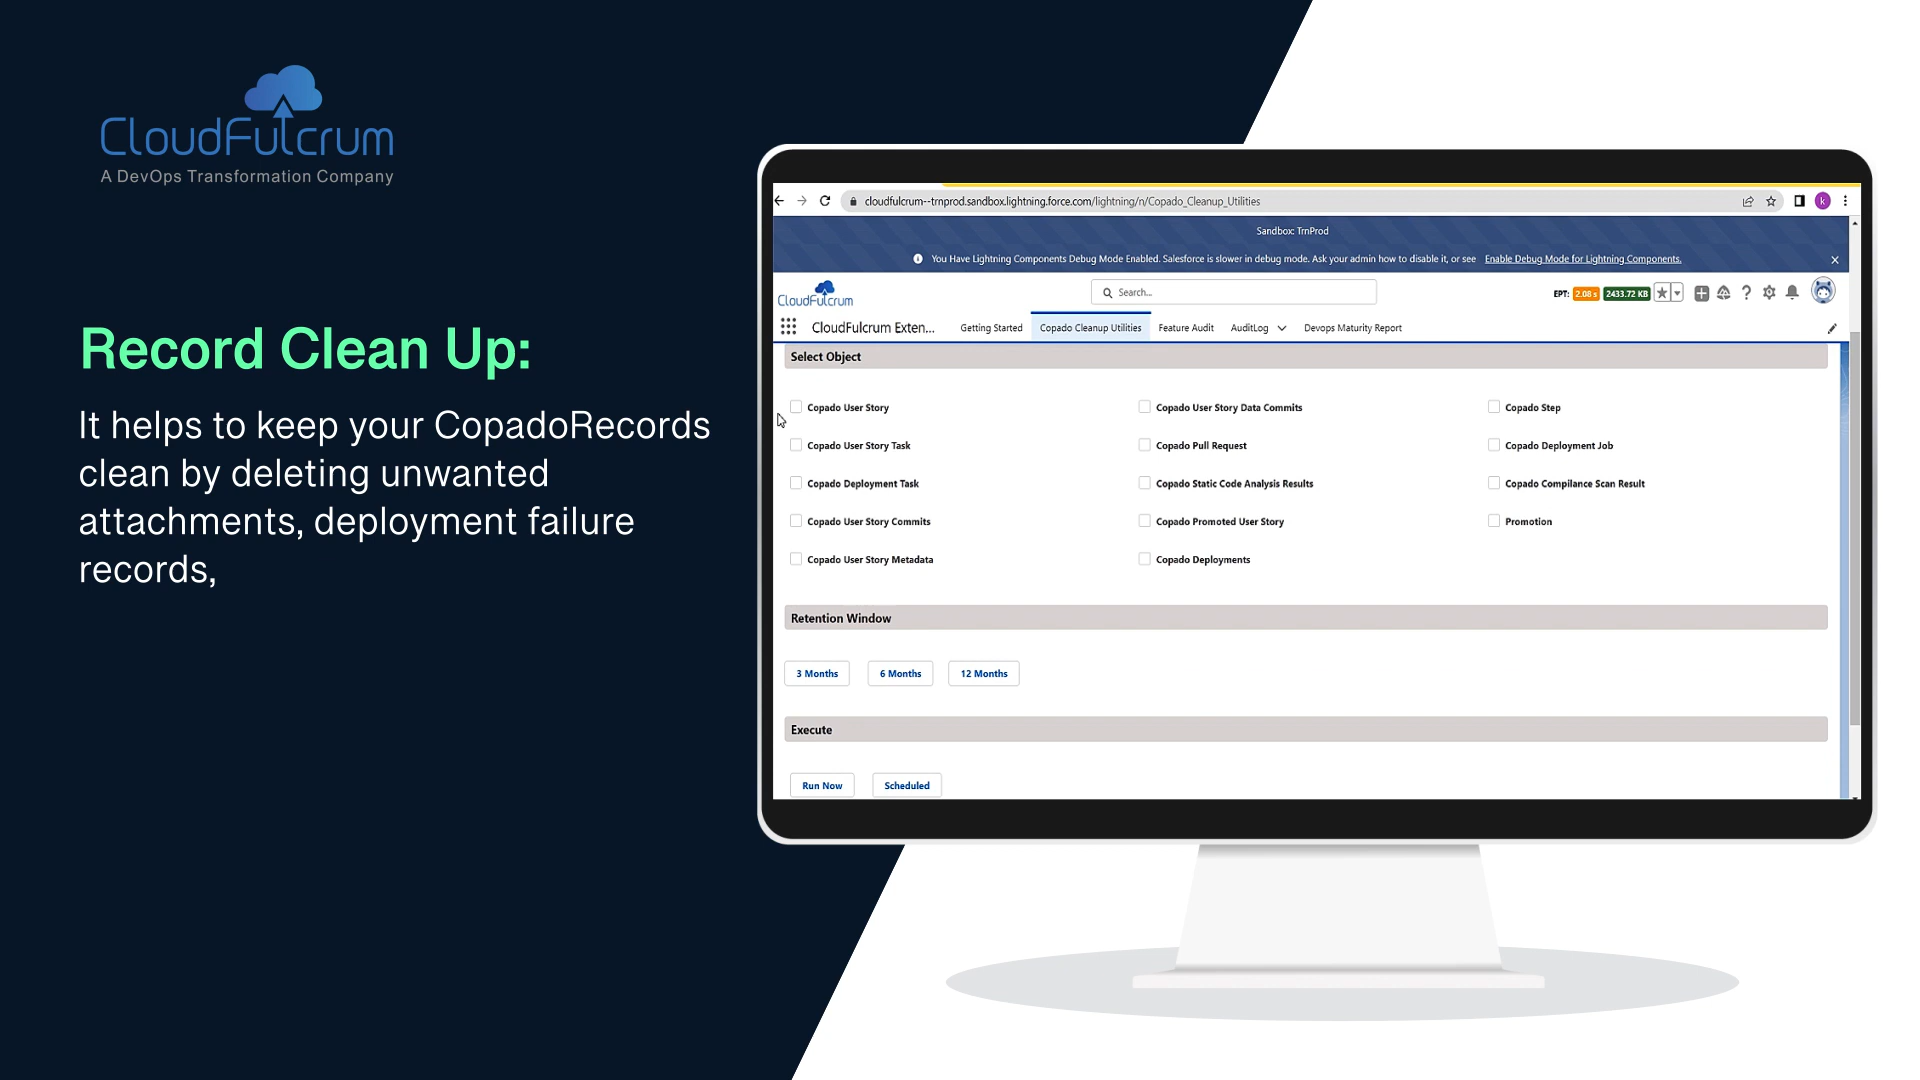 CloudFulcrum
A DevOps Transformation Company
Record Clean Up:
It helps to keep your CopadoRecords
clean by deleting unwanted
attachments, deployment failure
records,
cloudfulcrum--trnprod.sandbox.lightning.force.com/lightning/n/Copado_Cleanup_Utilities
k
Sandbox: TrnProd
You Have Lightning Components Debug Mode Enabled. Salesforce is slower in debug mode. Ask your admin how to disable it, or see Enable Debug Mode for Lightning Components.
CloudFulcrum
Search...
EPT: 2.08 s 2433.72 KB
CloudFulcrum Exten... Getting Started Copado Cleanup Utilities Feature Audit AuditLog Devops Maturity Report
Select Object
Copado User Story Copado User Story Data Commits Copado Step
Copado User Story Task Copado Pull Request Copado Deployment Job
Copado Deployment Task Copado Static Code Analysis Results Copado Compilance Scan Result
Copado User Story Commits Copado Promoted User Story Promotion
Copado User Story Metadata Copado Deployments
Retention Window
3 Months 6 Months 12 Months
Execute
Run Now Scheduled